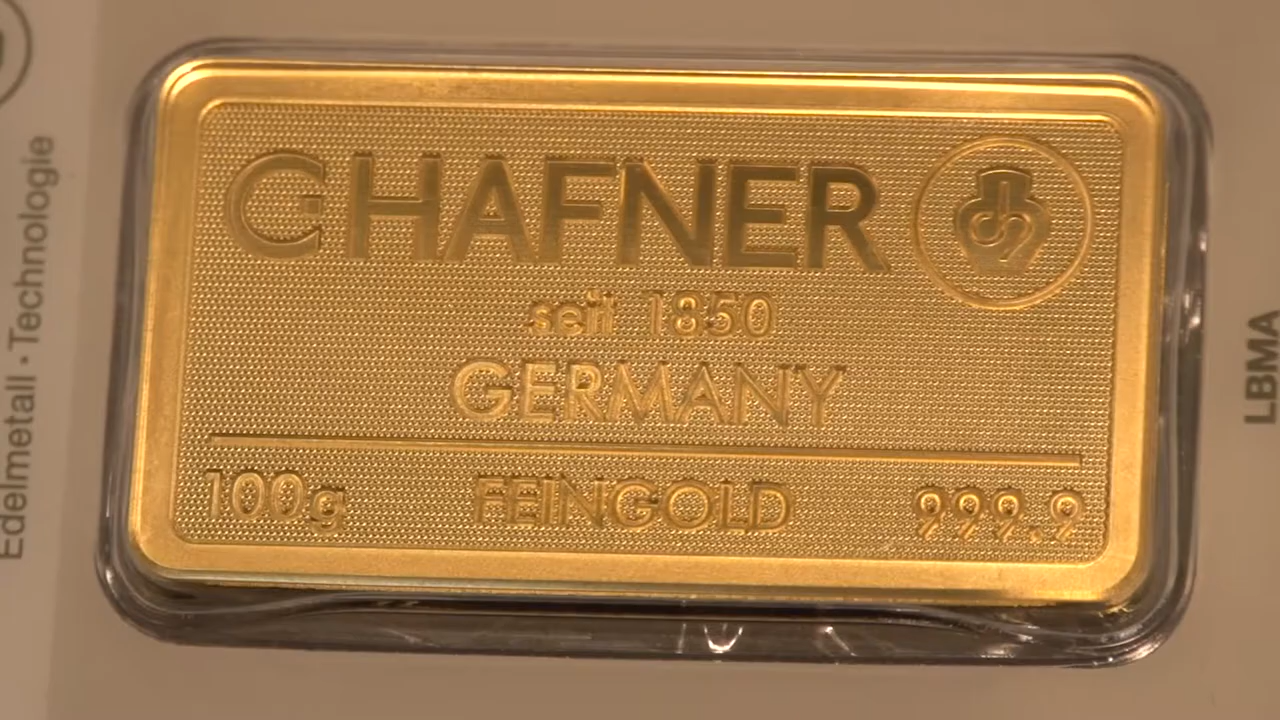 Edelmetall · Technologie
C.HAFNER
seit 1850
GERMANY
100g FEINGOLD 999.9
LBMA